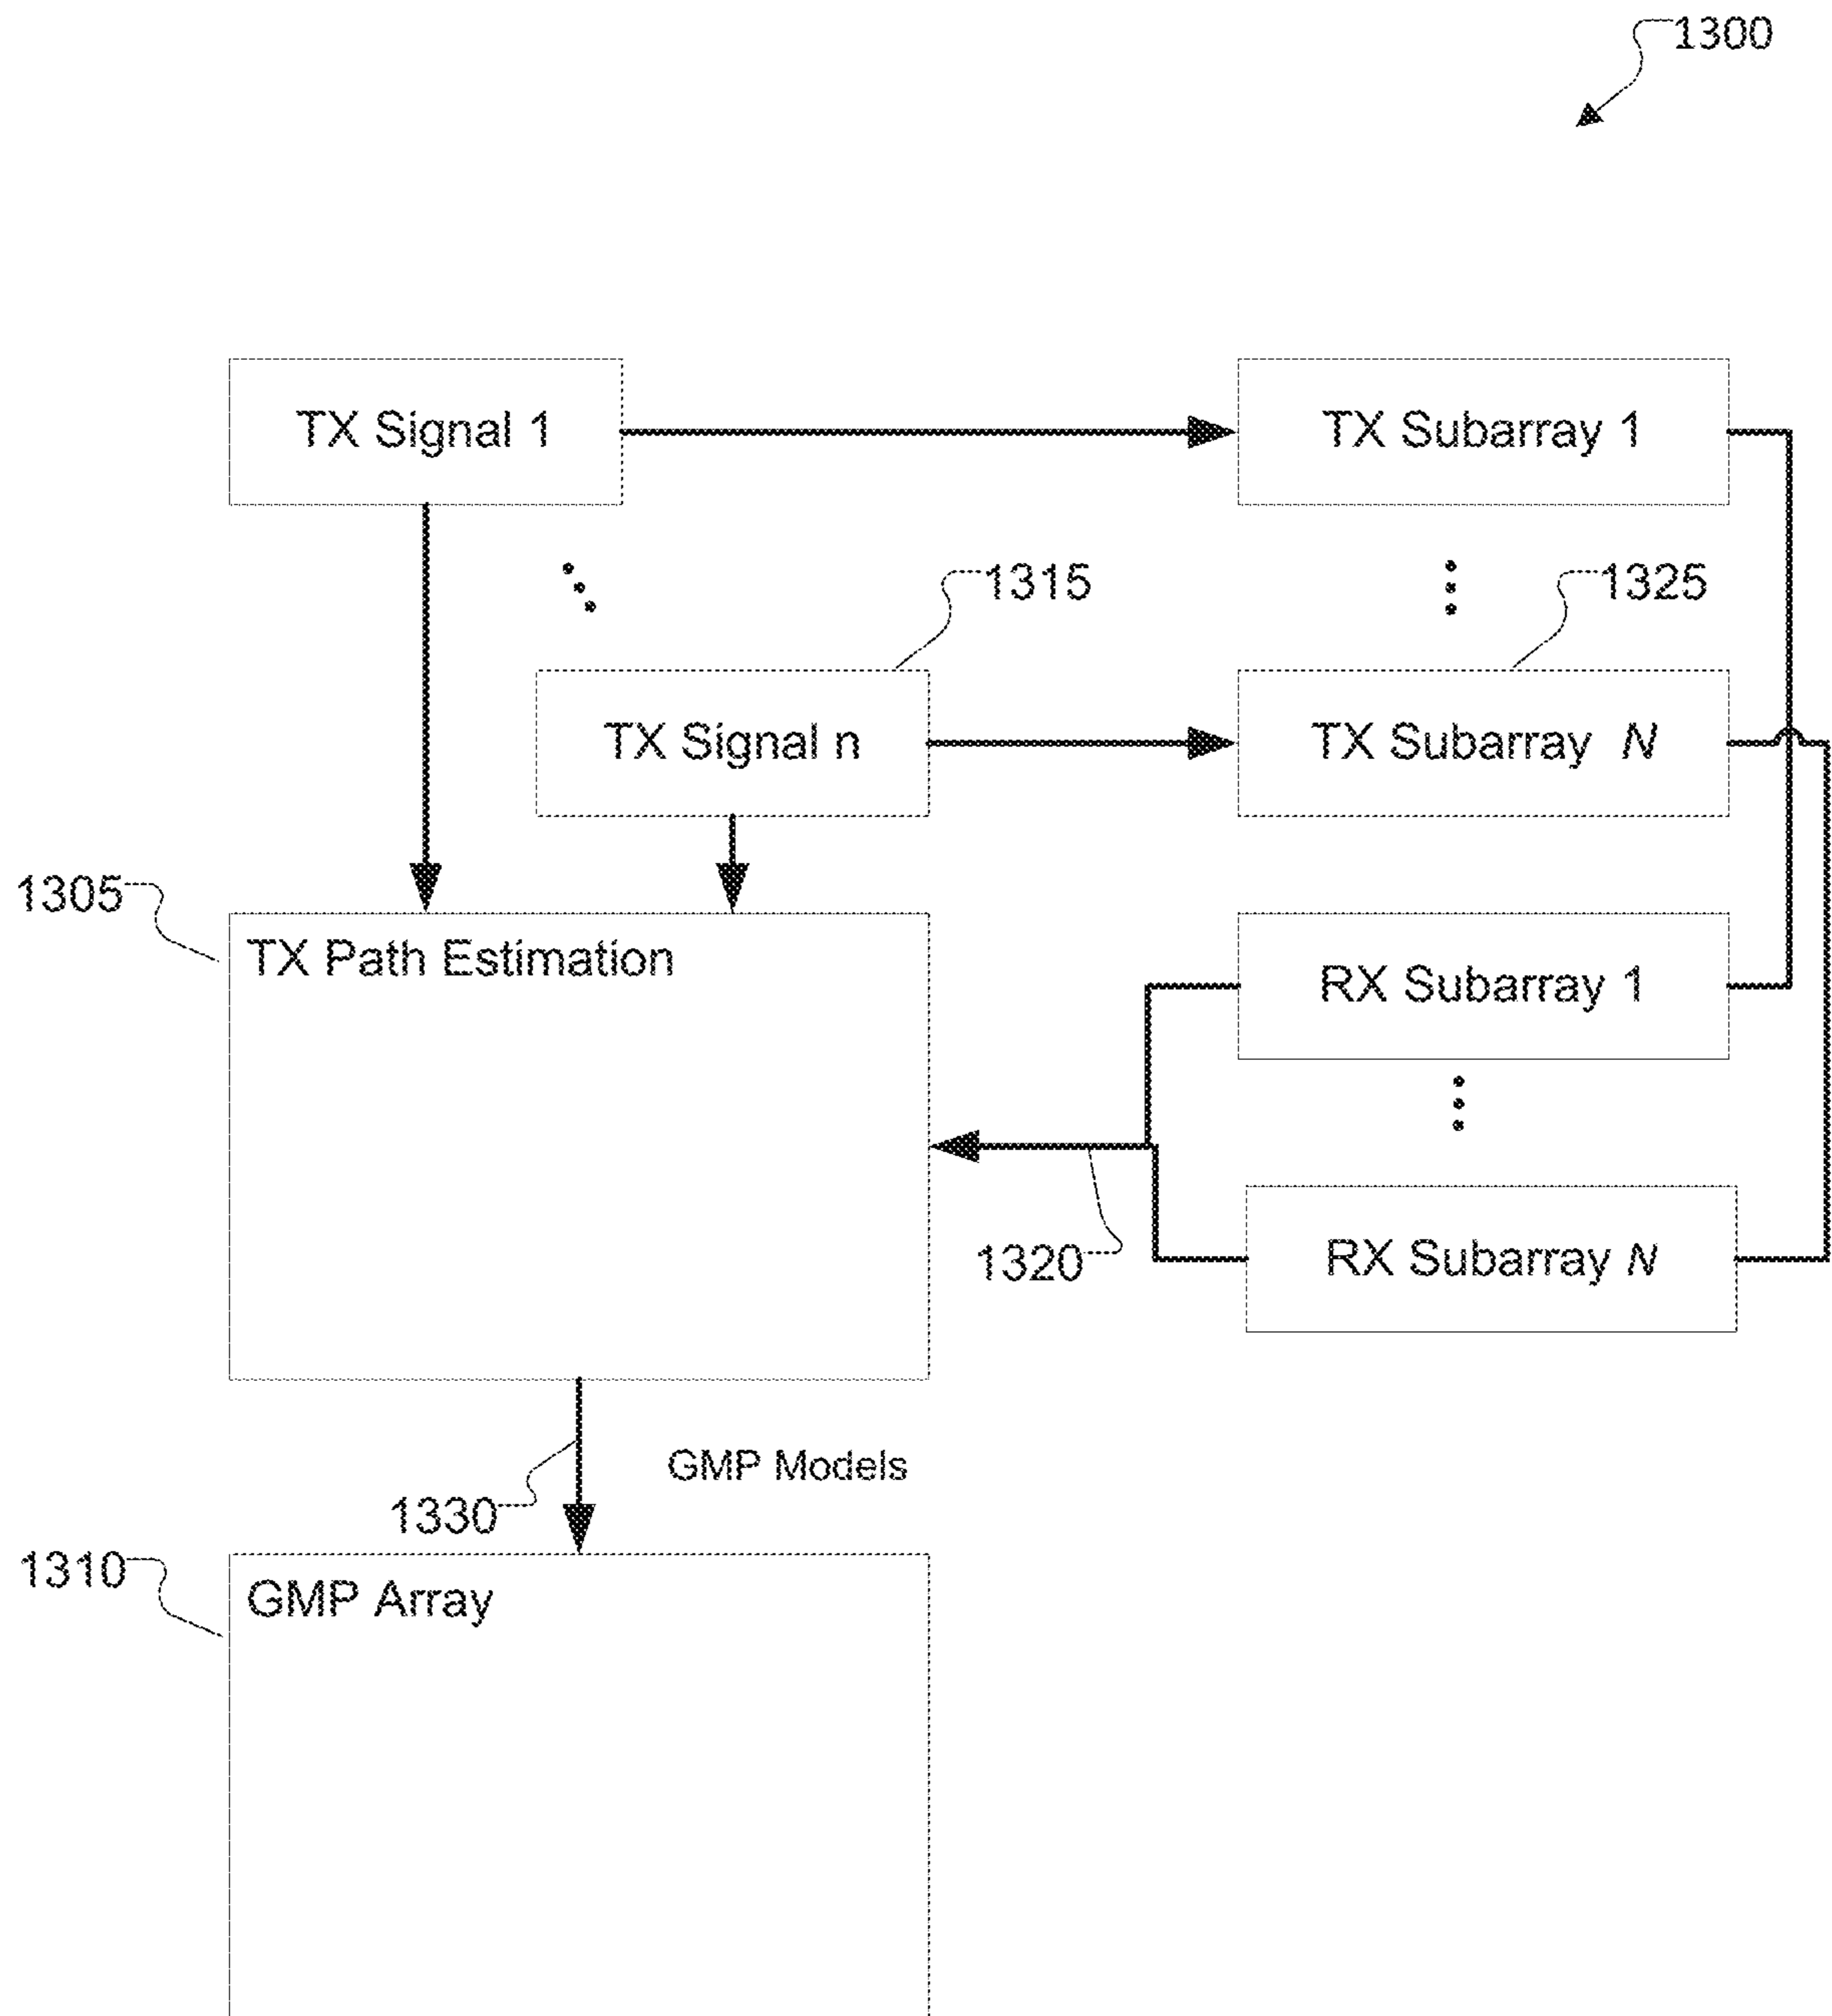 1300
TX Signal 1
TX Subarray 1
1315
1325
TX Signal n
TX Subarray N
1305
TX Path Estimation
RX Subarray 1
1320
RX Subarray N
GMP Models
1330
1310
GMP Array